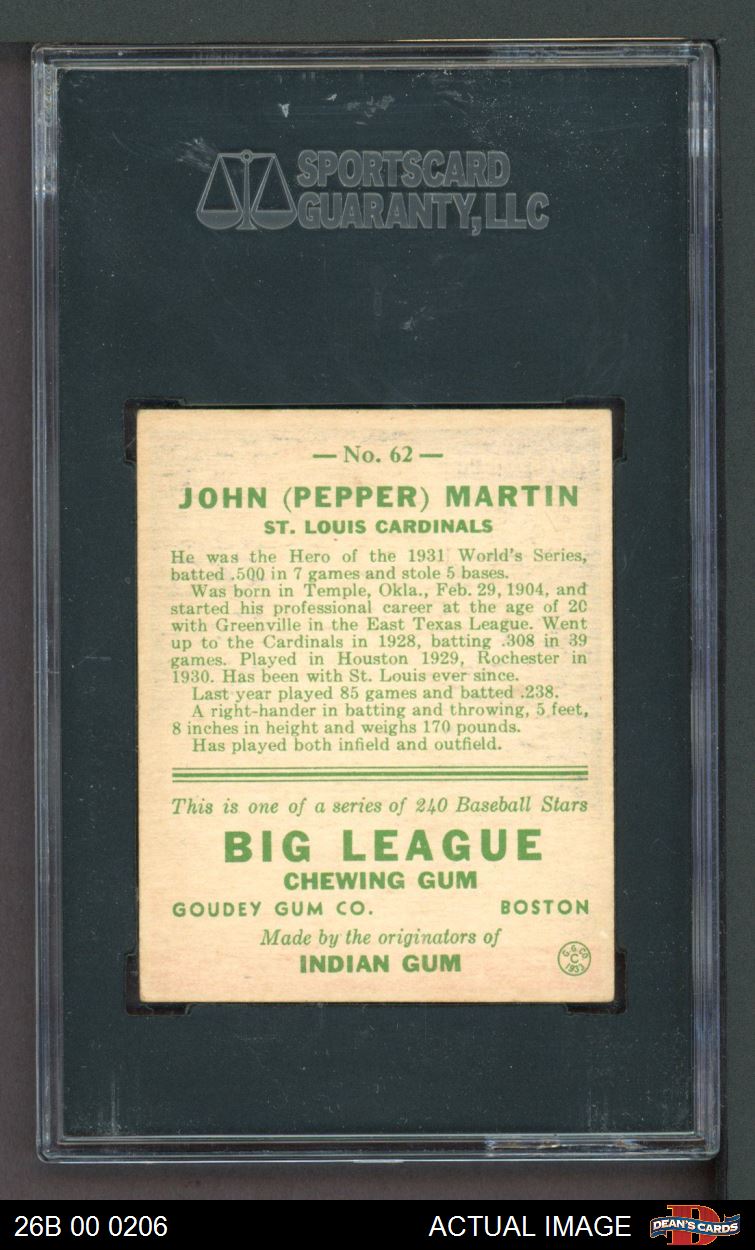 SPORTSCARD
GUARANTY, LLC
— No. 62 —
JOHN (PEPPER) MARTIN
ST. LOUIS CARDINALS
He was the Hero of the 1931 World's Series,
batted .500 in 7 games and stole 5 bases.
Was born in Temple, Okla., Feb. 29, 1904, and
started his professional career at the age of 20
with Greenville in the East Texas League. Went
up to the Cardinals in 1928, batting .308 in 39
games. Played in Houston 1929, Rochester in
1930. Has been with St. Louis ever since.
Last year played 85 games and batted .238.
A right-hander in batting and throwing, 5 feet,
8 inches in height and weighs 170 pounds.
Has played both infield and outfield.
This is one of a series of 240 Baseball Stars
BIG LEAGUE
CHEWING GUM
GOUDEY GUM CO. BOSTON
Made by the originators of
INDIAN GUM
G.G.CO
C
1933
26B 00 0206 ACTUAL IMAGE DEAN'S CARDS